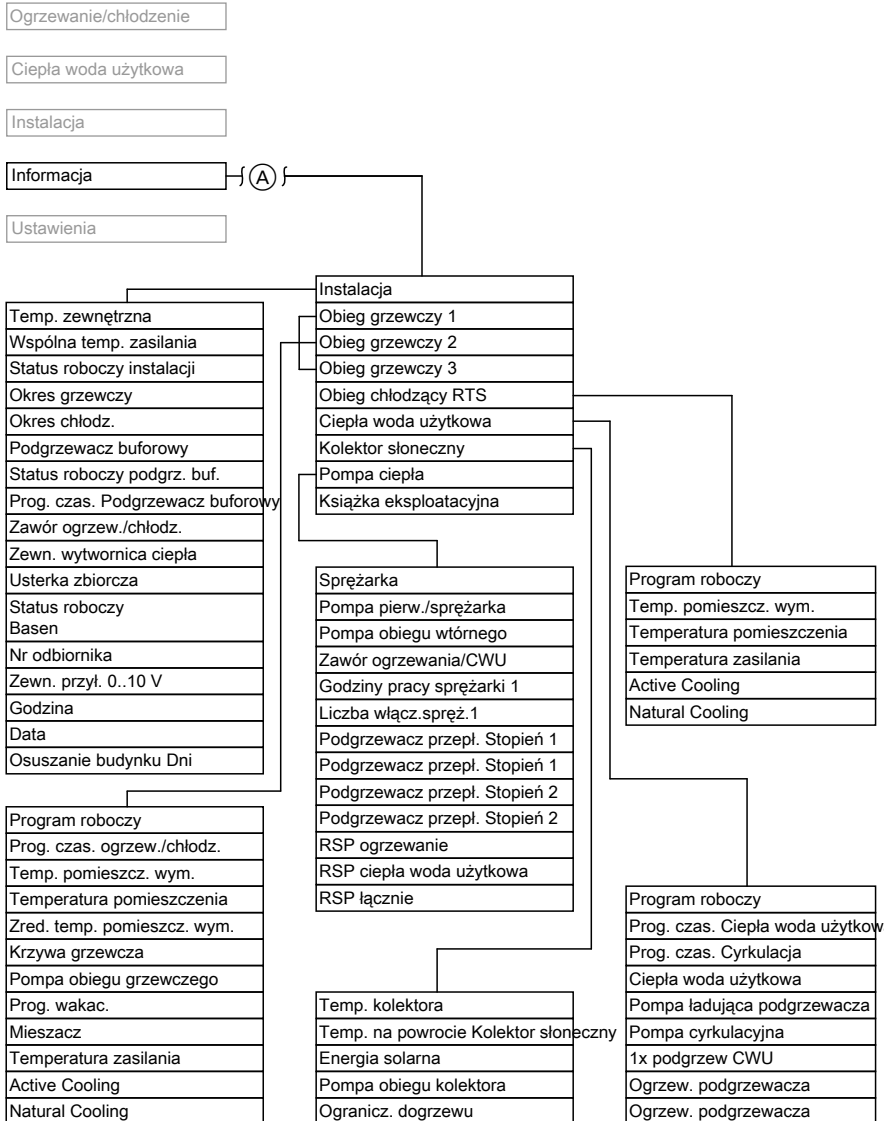 Ogrzewanie/chłodzenie
Ciepła woda użytkowa
Instalacja
Informacja
A
Ustawienia
Instalacja
Obieg grzewczy 1
Obieg grzewczy 2
Obieg grzewczy 3
Obieg chłodzący RTS
Ciepła woda użytkowa
Kolektor słoneczny
Pompa ciepła
Książka eksploatacyjna
Temp. zewnętrzna
Wspólna temp. zasilania
Status roboczy instalacji
Okres grzewczy
Okres chłodz.
Podgrzewacz buforowy
Status roboczy podgrz. buf.
Prog. czas. Podgrzewacz buforowy
Zawór ogrzew./chłodz.
Zewn. wytwornica ciepła
Usterka zbiorcza
Status roboczy
Basen
Nr odbiornika
Zewn. przył. 0..10 V
Godzina
Data
Osuszanie budynku Dni
Sprężarka
Pompa pierw./sprężarka
Pompa obiegu wtórnego
Zawór ogrzewania/CWU
Godziny pracy sprężarki 1
Liczba włącz.spręż.1
Podgrzewacz przepł. Stopień 1
Podgrzewacz przepł. Stopień 1
Podgrzewacz przepł. Stopień 2
Podgrzewacz przepł. Stopień 2
RSP ogrzewanie
RSP ciepła woda użytkowa
RSP łącznie
Program roboczy
Temp. pomieszcz. wym.
Temperatura pomieszczenia
Temperatura zasilania
Active Cooling
Natural Cooling
Program roboczy
Prog. czas. ogrzew./chłodz.
Temp. pomieszcz. wym.
Temperatura pomieszczenia
Zred. temp. pomieszcz. wym.
Krzywa grzewcza
Pompa obiegu grzewczego
Prog. wakac.
Mieszacz
Temperatura zasilania
Active Cooling
Natural Cooling
Temp. kolektora
Temp. na powrocie Kolektor słoneczny
Energia solarna
Pompa obiegu kolektora
Ogranicz. dogrzewu
Program roboczy
Prog. czas. Ciepła woda użytkow
Prog. czas. Cyrkulacja
Ciepła woda użytkowa
Pompa ładująca podgrzewacza
Pompa cyrkulacyjna
1x podgrzew CWU
Ogrzew. podgrzewacza
Ogrzew. podgrzewacza